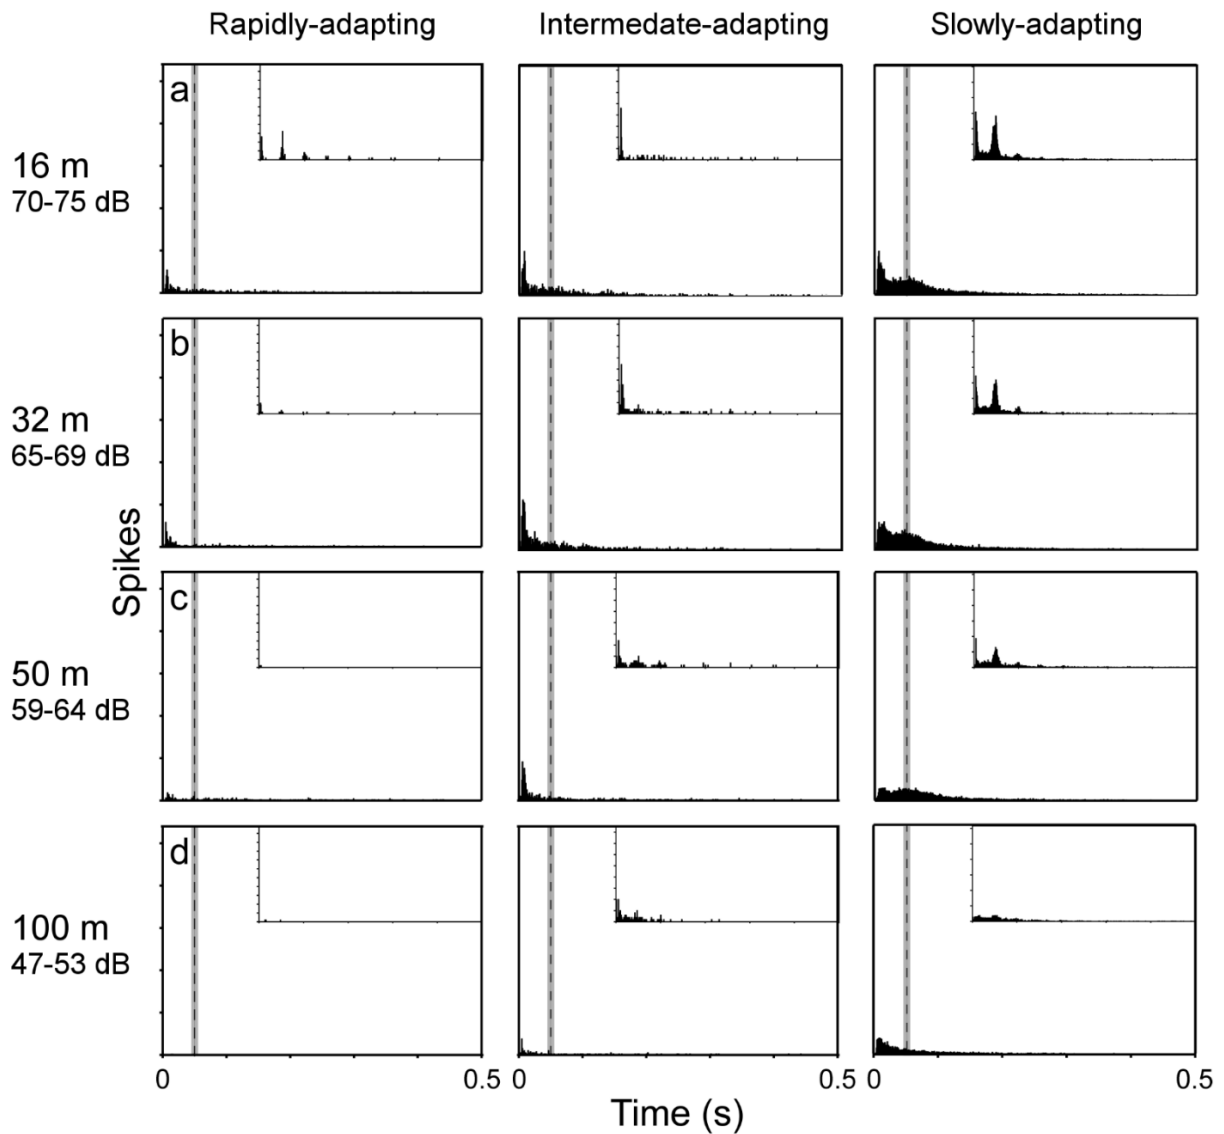 Rapidly-adapting Intermedate-adapting Slowly-adapting
a
16 m
70-75 dB
b
32 m
65-69 dB
Spikes
c
50 m
59-64 dB
d
100 m
47-53 dB
0 0.5 0 0.5 0 0.5
Time (s)